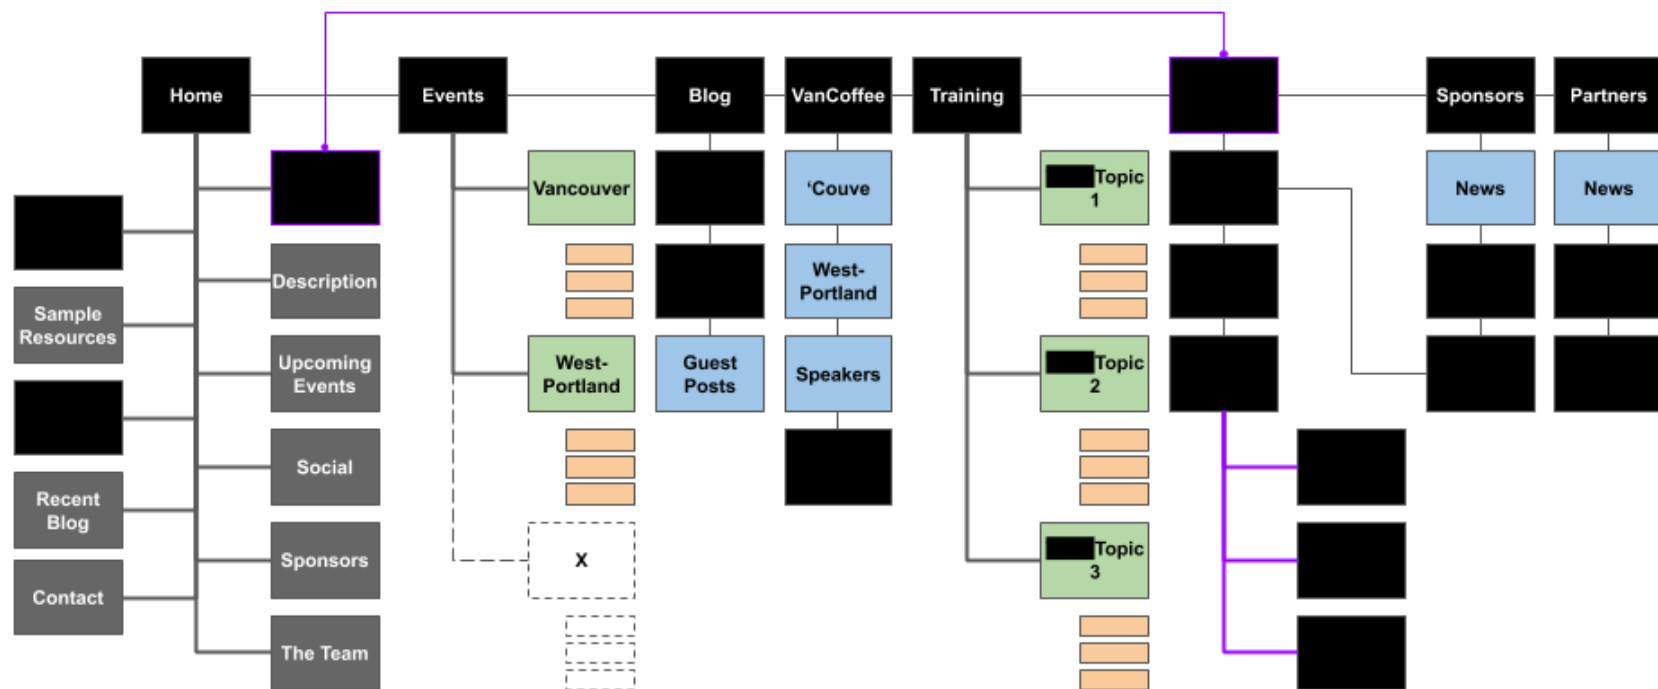 Home
Events
Blog
VanCoffee
Training
Sponsors
Partners
Vancouver
‘Couve
Topic
1
News
News
Description
West-
Portland
Sample
Resources
Upcoming
Events
West-
Portland
Guest
Posts
Speakers
Topic
2
Social
Recent
Blog
Sponsors
X
Topic
3
Contact
The Team